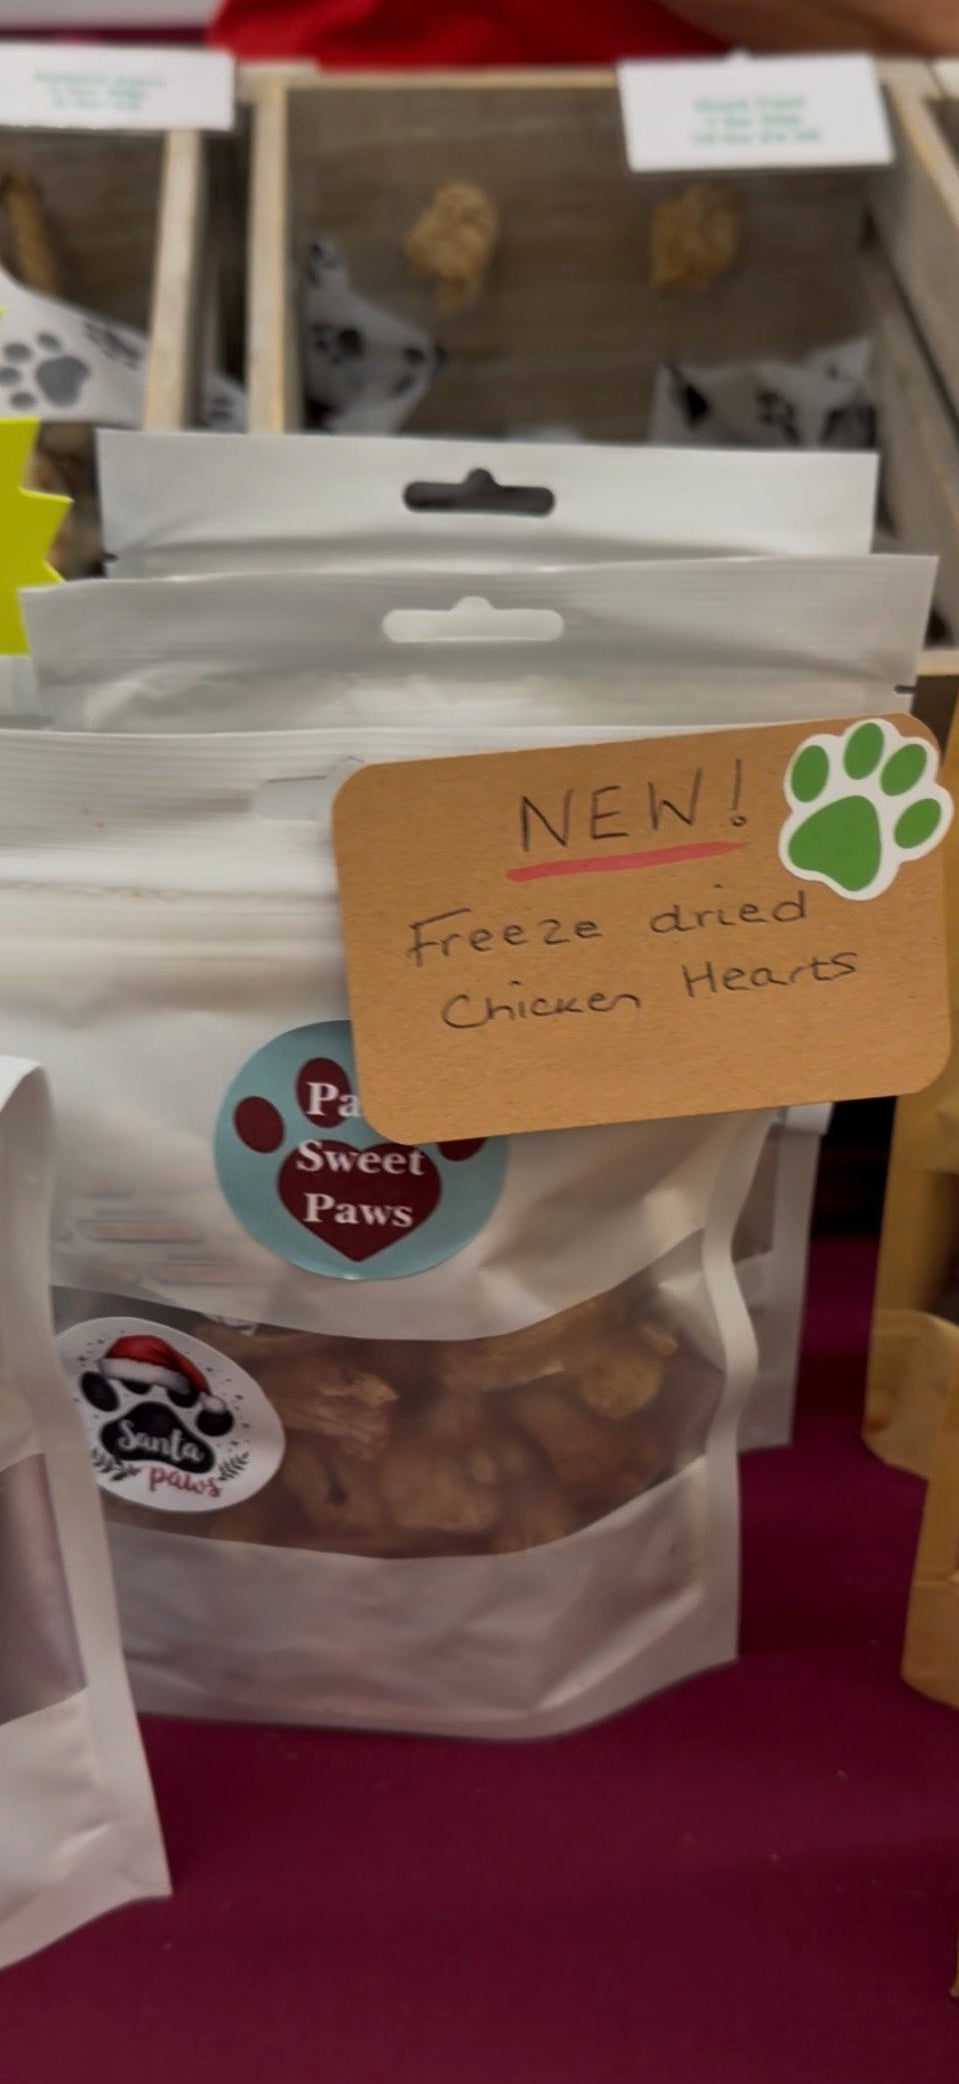 NEW!
Freeze dried
Chicken Hearts
Pa
Sweet
Paws
Santa
paws